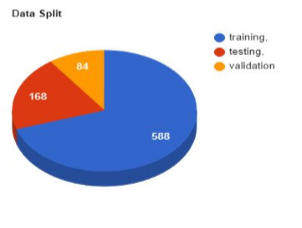 Data Split
training,
testing,
validation
84
168
588